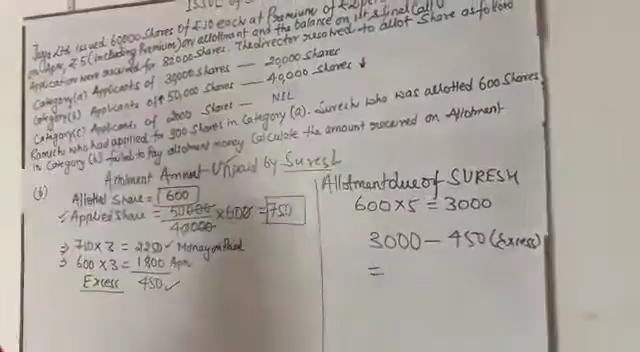 ISSUE OF
Jaya Ltd issued 60000 Shares of ₹10 each at Premium of ₹2 per
on App, ₹5 (including Premium) on allotment and the balance on 1st & final Call
Application were received for 82000 Shares. The director resolved to allot Share as follows
Category (a) Applicants of 30000 Shares — 20000 Shares
Category (b) Applicants of 50,000 Shares — 40,000 Shares
Category (c) Applicants of 2000 Shares — NIL
Ramesh who had applied for 900 Shares in Category (a). Suresh who was allotted 600 Shares
in Category (b) failed to pay allotment money. Calculate the amount received on Allotment
Allotment Amount Unpaid by Suresh
Allotted Share = 600
Applied Share = 50000 × 600 = 750
40000
⇒ 750 × 3 = 2250 Money on Paid
⇒ 600 × 3 = 1800 App
Excess 450 ✓
Allotment due of SURESH
600×5 = 3000
3000 – 450 (Excess)
=